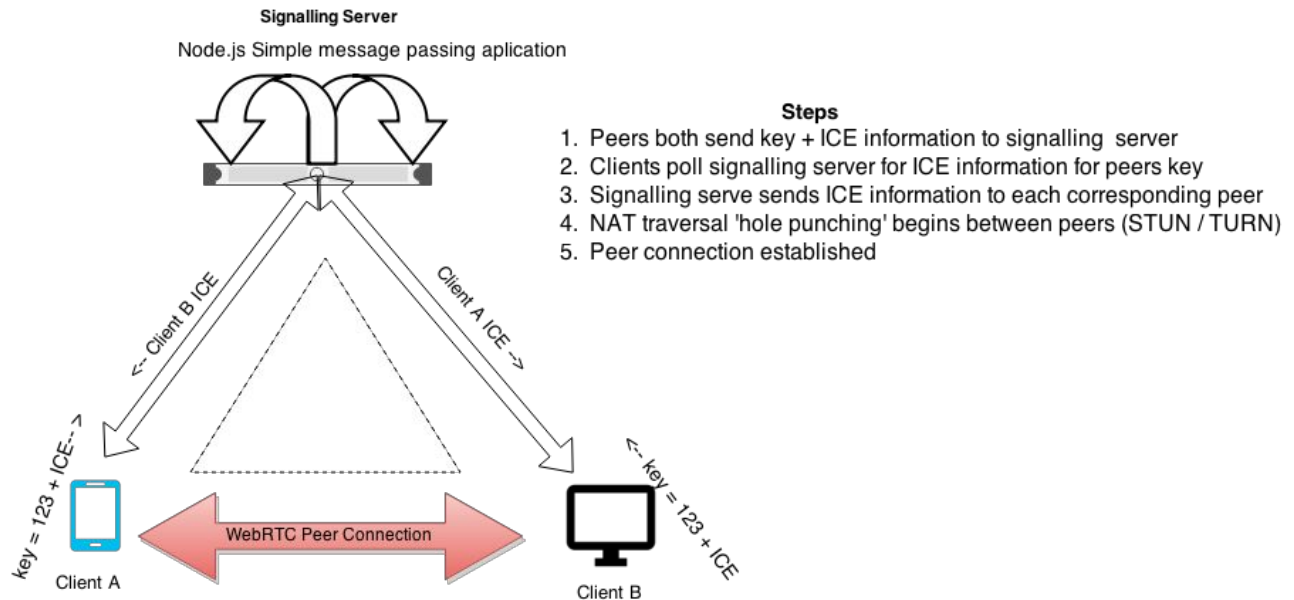 Signalling Server
Node.js Simple message passing aplication
Steps
1. Peers both send key + ICE information to signalling server
2. Clients poll signalling server for ICE information for peers key
3. Signalling serve sends ICE information to each corresponding peer
4. NAT traversal 'hole punching' begins between peers (STUN / TURN)
5. Peer connection established
<-- Client B ICE
Client A ICE -->
key = 123 + ICE-- >
<-- key = 123 + ICE
WebRTC Peer Connection
Client A
Client B